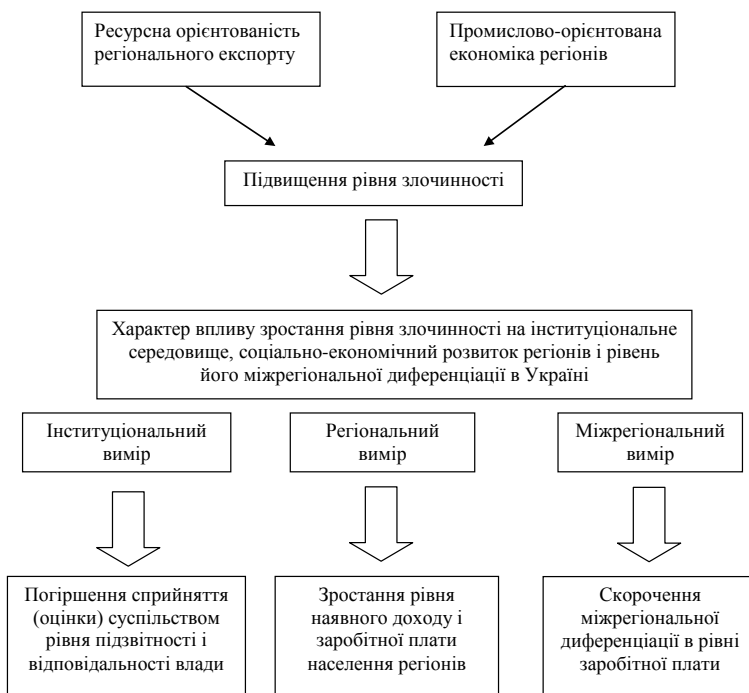 Ресурсна орієнтованість
регіонального експорту
Промислово-орієнтована
економіка регіонів
Підвищення рівня злочинності
Характер впливу зростання рівня злочинності на інституціональне
середовище, соціально-економічний розвиток регіонів і рівень
його міжрегіональної диференціації в Україні
Інституціональний
вимір
Регіональний
вимір
Міжрегіональний
вимір
Погіршення сприйняття
(оцінки) суспільством
рівня підзвітності і
відповідальності влади
Зростання рівня
наявного доходу і
заробітної плати
населення регіонів
Скорочення
міжрегіональної
диференціації в рівні
заробітної плати